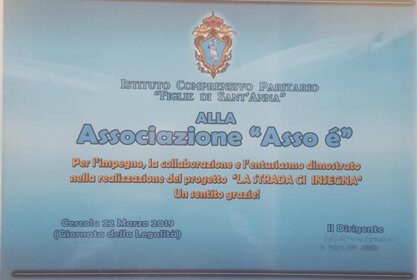 Istituto Comprensivo Paritario
"Figlie di Sant'Anna"
ALLA
Associazione "Asso é"
Per l'impegno, la collaborazione e l'entusiasmo dimostrato
nella realizzazione del progetto "LA STRADA CI INSEGNA"
Un sentito grazie!
Cercola 22 Marzo 2019
(Giornata della Legalità)
Il Dirigente